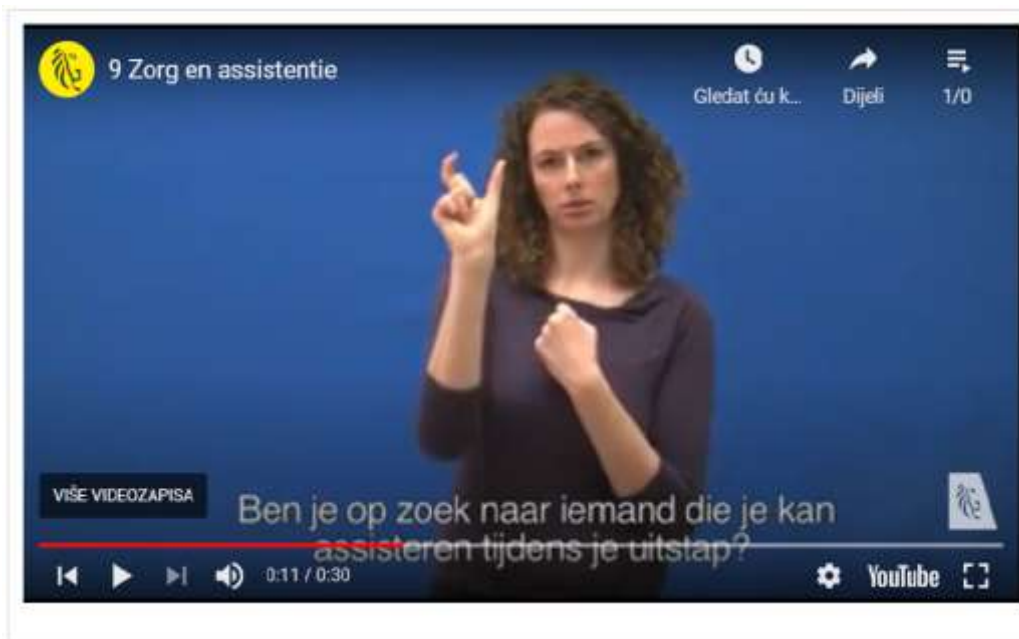 9 Zorg en assistentie
Gledat ću k...
Dijeli
1/0
VIŠE VIDEOZAPISA
Ben je op zoek naar iemand die je kan
assisteren tijdens je uitstap?
0:11 / 0:30
YouTube